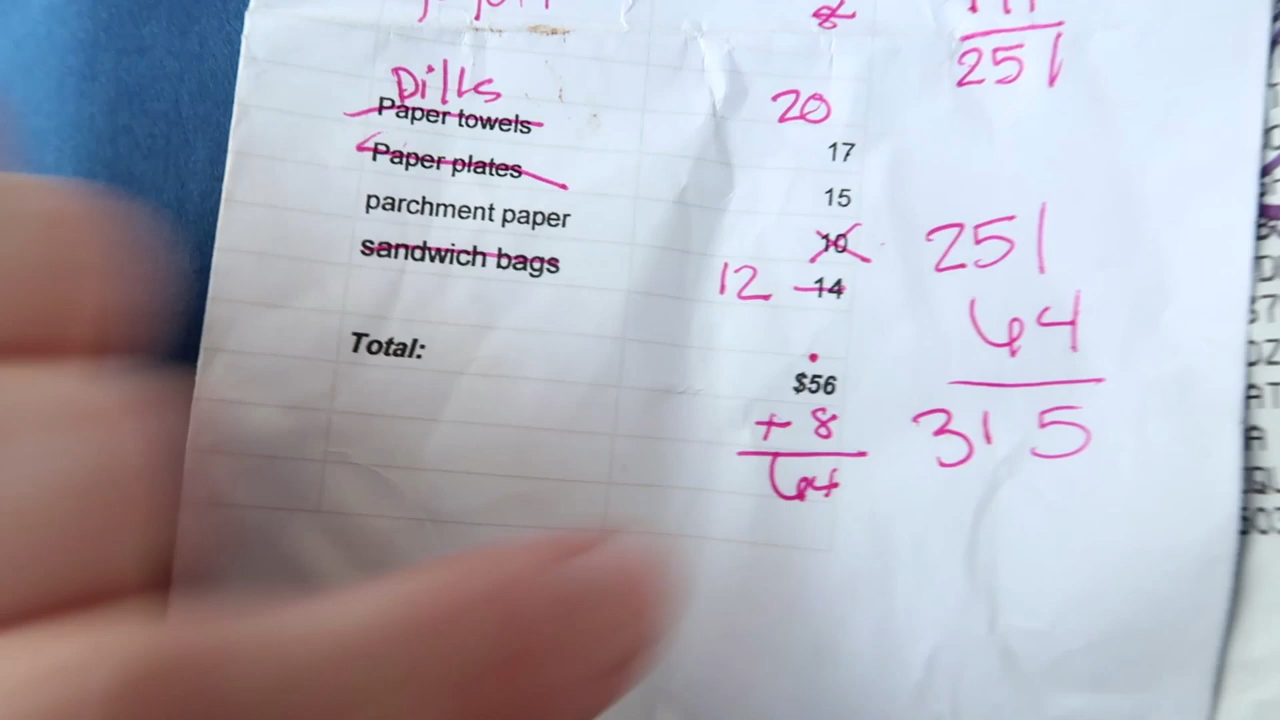 251
Dills 20
Paper towels 17
Paper plates 15
parchment paper 10
sandwich bags 12 14
251
64
315
Total: $56
+ 8
64